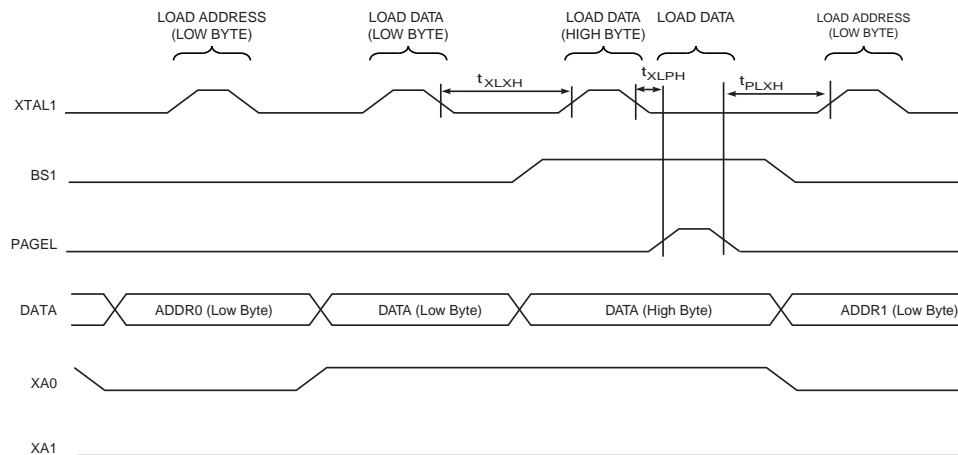 LOAD ADDRESS
(LOW BYTE)
LOAD DATA
(LOW BYTE)
LOAD DATA
(HIGH BYTE)
LOAD DATA
LOAD ADDRESS
(LOW BYTE)
tXLXH
tXLPH
tPLXH
XTAL1
BS1
PAGEL
DATA
ADDR0 (Low Byte)
DATA (Low Byte)
DATA (High Byte)
ADDR1 (Low Byte)
XA0
XA1